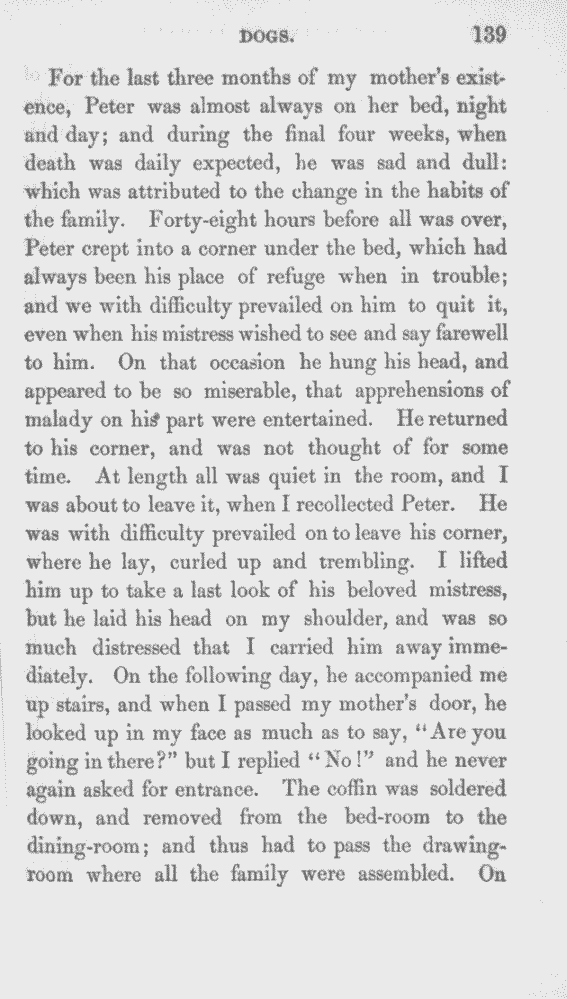 DOGS. 139
For the last three months of my mother's exist-
ence, Peter was almost always on her bed, night
and day; and during the final four weeks, when
death was daily expected, he was sad and dull:
which was attributed to the change in the habits of
the family. Forty-eight hours before all was over,
Peter crept into a corner under the bed, which had
always been his place of refuge when in trouble;
and we with difficulty prevailed on him to quit it,
even when his mistress wished to see and say farewell
to him. On that occasion he hung his head, and
appeared to be so miserable, that apprehensions of
malady on his part were entertained. He returned
to his corner, and was not thought of for some
time. At length all was quiet in the room, and I
was about to leave it, when I recollected Peter. He
was with difficulty prevailed on to leave his corner,
where he lay, curled up and trembling. I lifted
him up to take a last look of his beloved mistress,
but he laid his head on my shoulder, and was so
much distressed that I carried him away imme-
diately. On the following day, he accompanied me
up stairs, and when I passed my mother's door, he
looked up in my face as much as to say, "Are you
going in there?" but I replied "No!" and he never
again asked for entrance. The coffin was soldered
down, and removed from the bed-room to the
dining-room; and thus had to pass the drawing-
room where all the family were assembled. On